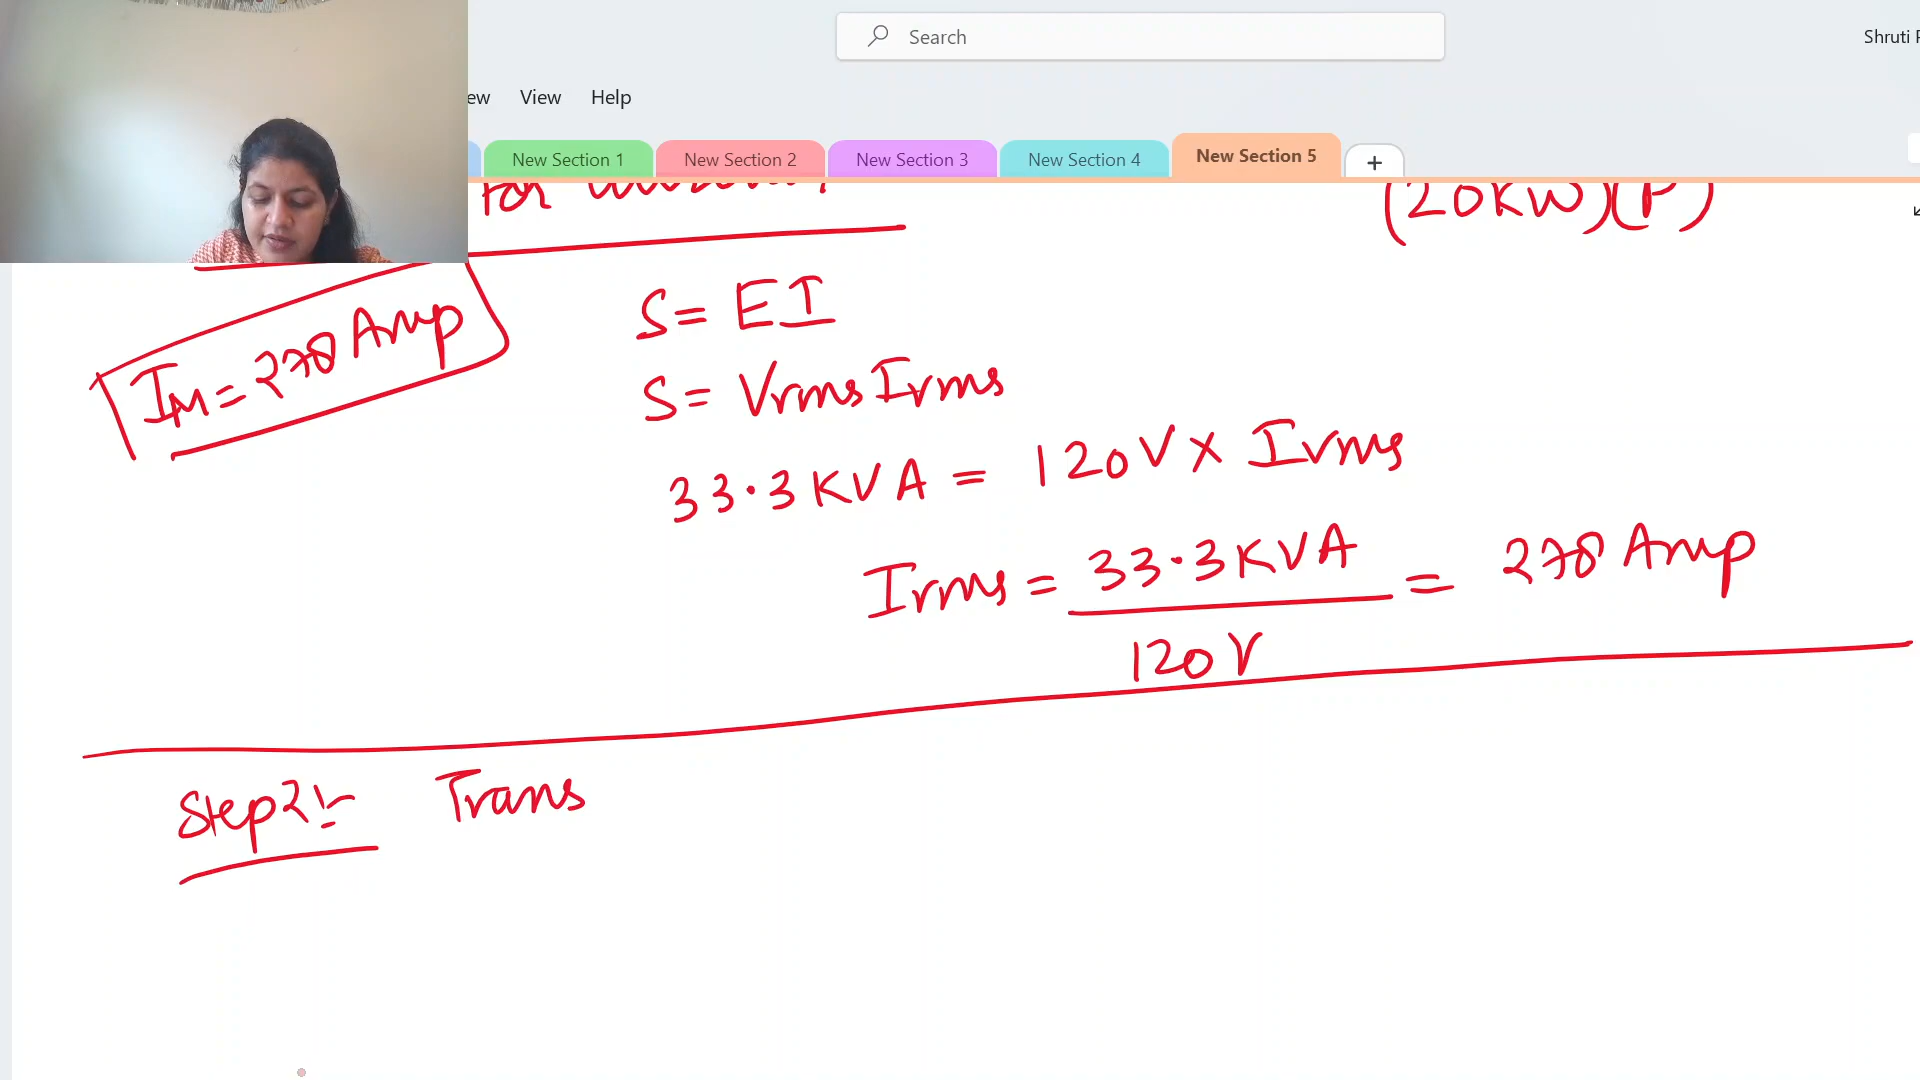 Search
Shruti
ew View Help
New Section 1 New Section 2 New Section 3 New Section 4 New Section 5 +
for
(20KW)(P)
IM = 278 Amp
S = EI
S = Vrms Irms
33.3 KVA = 120V X Irms
Irms = 33.3 KVA = 278 Amp
120V
Step 2 :- Trans